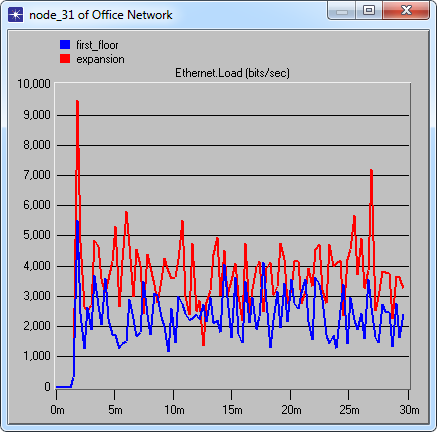 node_31 of Office Network
first_floor
expansion
Ethernet.Load (bits/sec)
10,000
9,000
8,000
7,000
6,000
5,000
4,000
3,000
2,000
1,000
0
0m 5m 10m 15m 20m 25m 30m